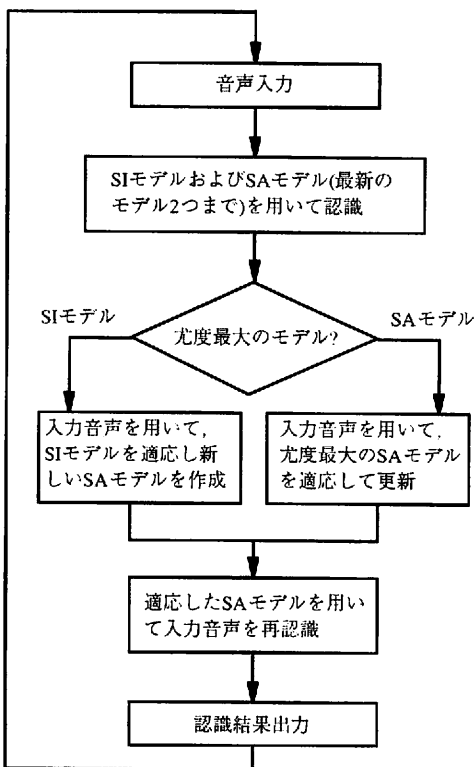 音声入力
SIモデルおよびSAモデル(最新の
モデル2つまで)を用いて認識
尤度最大のモデル?
SIモデル
SAモデル
入力音声を用いて,
SIモデルを適応し新
しいSAモデルを作成
入力音声を用いて,
尤度最大のSAモデル
を適応して更新
適応したSAモデルを用い
て入力音声を再認識
認識結果出力